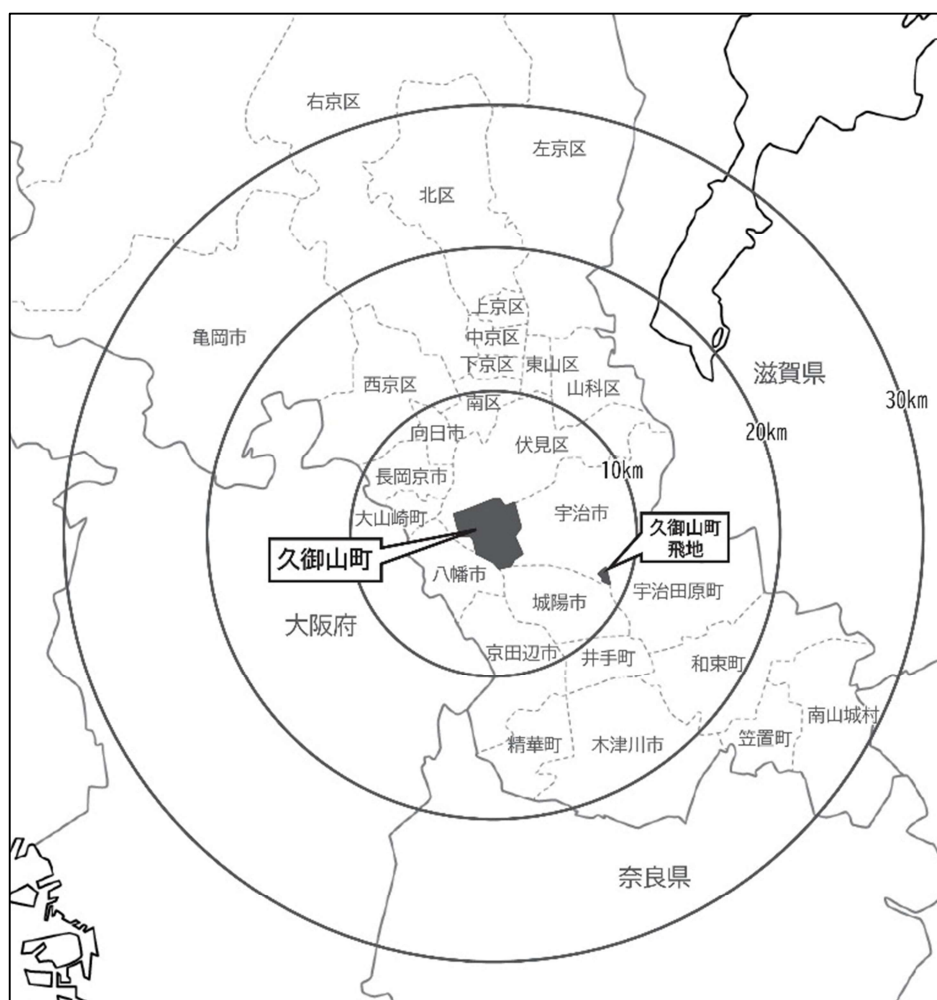 右京区
左京区
北区
上京区
亀岡市
中京区
下京区
東山区
滋賀県
西京区
山科区
30km
南区
20km
向日市
伏見区
10km
長岡京市
大山崎町
宇治市
久御山町
飛地
久御山町
八幡市
宇治田原町
城陽市
大阪府
京田辺市
井手町
和束町
南山城村
精華町
木津川市
笠置町
奈良県